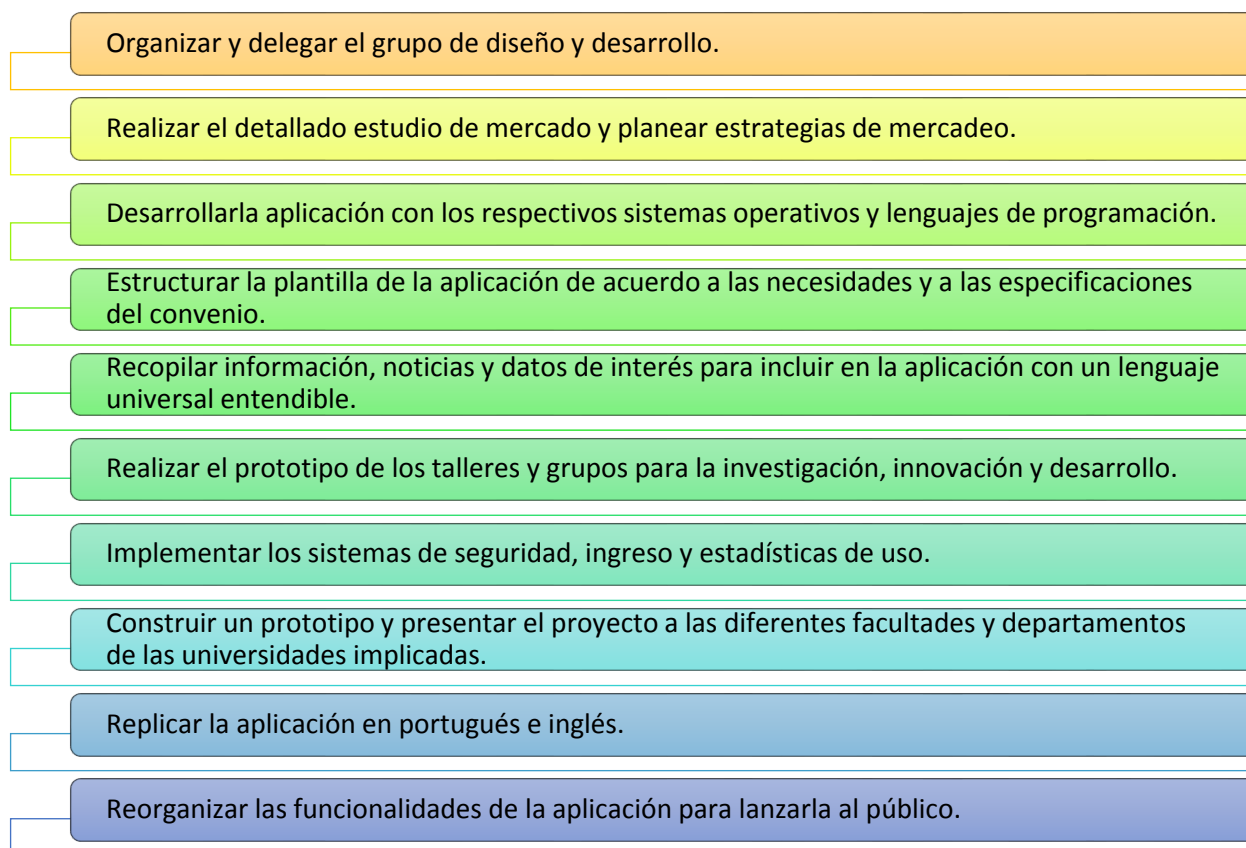 Organizar y delegar el grupo de diseño y desarrollo.
Realizar el detallado estudio de mercado y planear estrategias de mercadeo.
Desarrollarla aplicación con los respectivos sistemas operativos y lenguajes de programación.
Estructurar la plantilla de la aplicación de acuerdo a las necesidades y a las especificaciones
del convenio.
Recopilar información, noticias y datos de interés para incluir en la aplicación con un lenguaje
universal entendible.
Realizar el prototipo de los talleres y grupos para la investigación, innovación y desarrollo.
Implementar los sistemas de seguridad, ingreso y estadísticas de uso.
Construir un prototipo y presentar el proyecto a las diferentes facultades y departamentos
de las universidades implicadas.
Replicar la aplicación en portugués e inglés.
Reorganizar las funcionalidades de la aplicación para lanzarla al público.